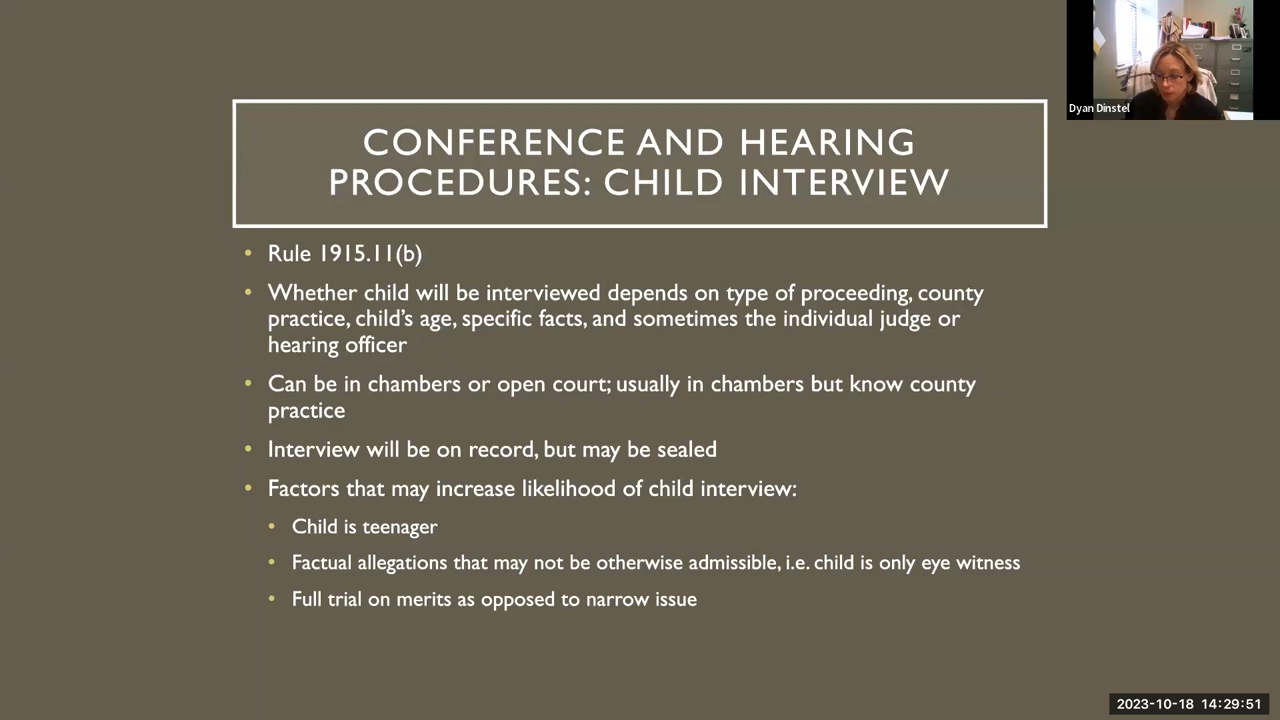 CONFERENCE AND HEARING
PROCEDURES: CHILD INTERVIEW
Dyan Dinstel
• Rule 1915.11(b)
• Whether child will be interviewed depends on type of proceeding, county
practice, child's age, specific facts, and sometimes the individual judge or
hearing officer
• Can be in chambers or open court; usually in chambers but know county
practice
• Interview will be on record, but may be sealed
• Factors that may increase likelihood of child interview:
• Child is teenager
• Factual allegations that may not be otherwise admissible, i.e. child is only eye witness
• Full trial on merits as opposed to narrow issue
2023-10-18 14:29:51